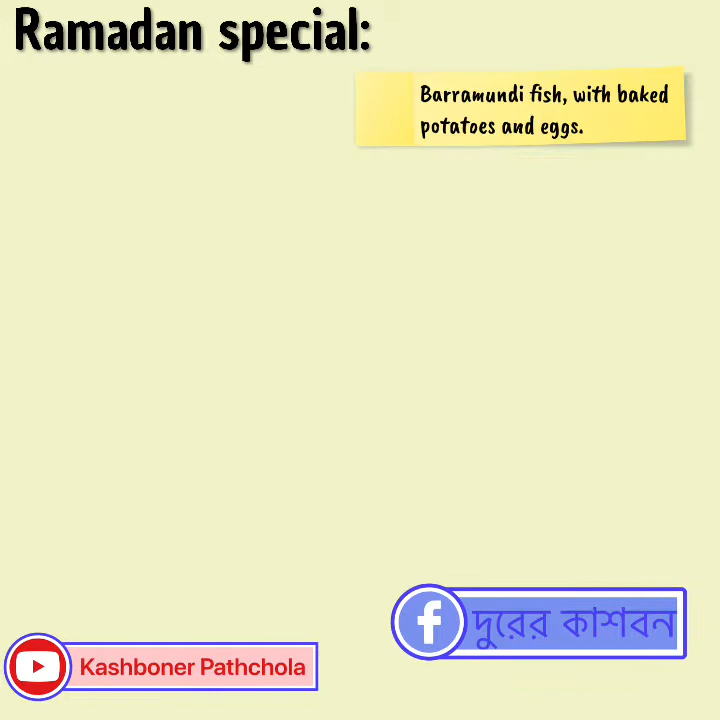 Ramadan special:
Barramundi fish, with baked
potatoes and eggs.
দুরের কাশবন
Kashboner Pathchola